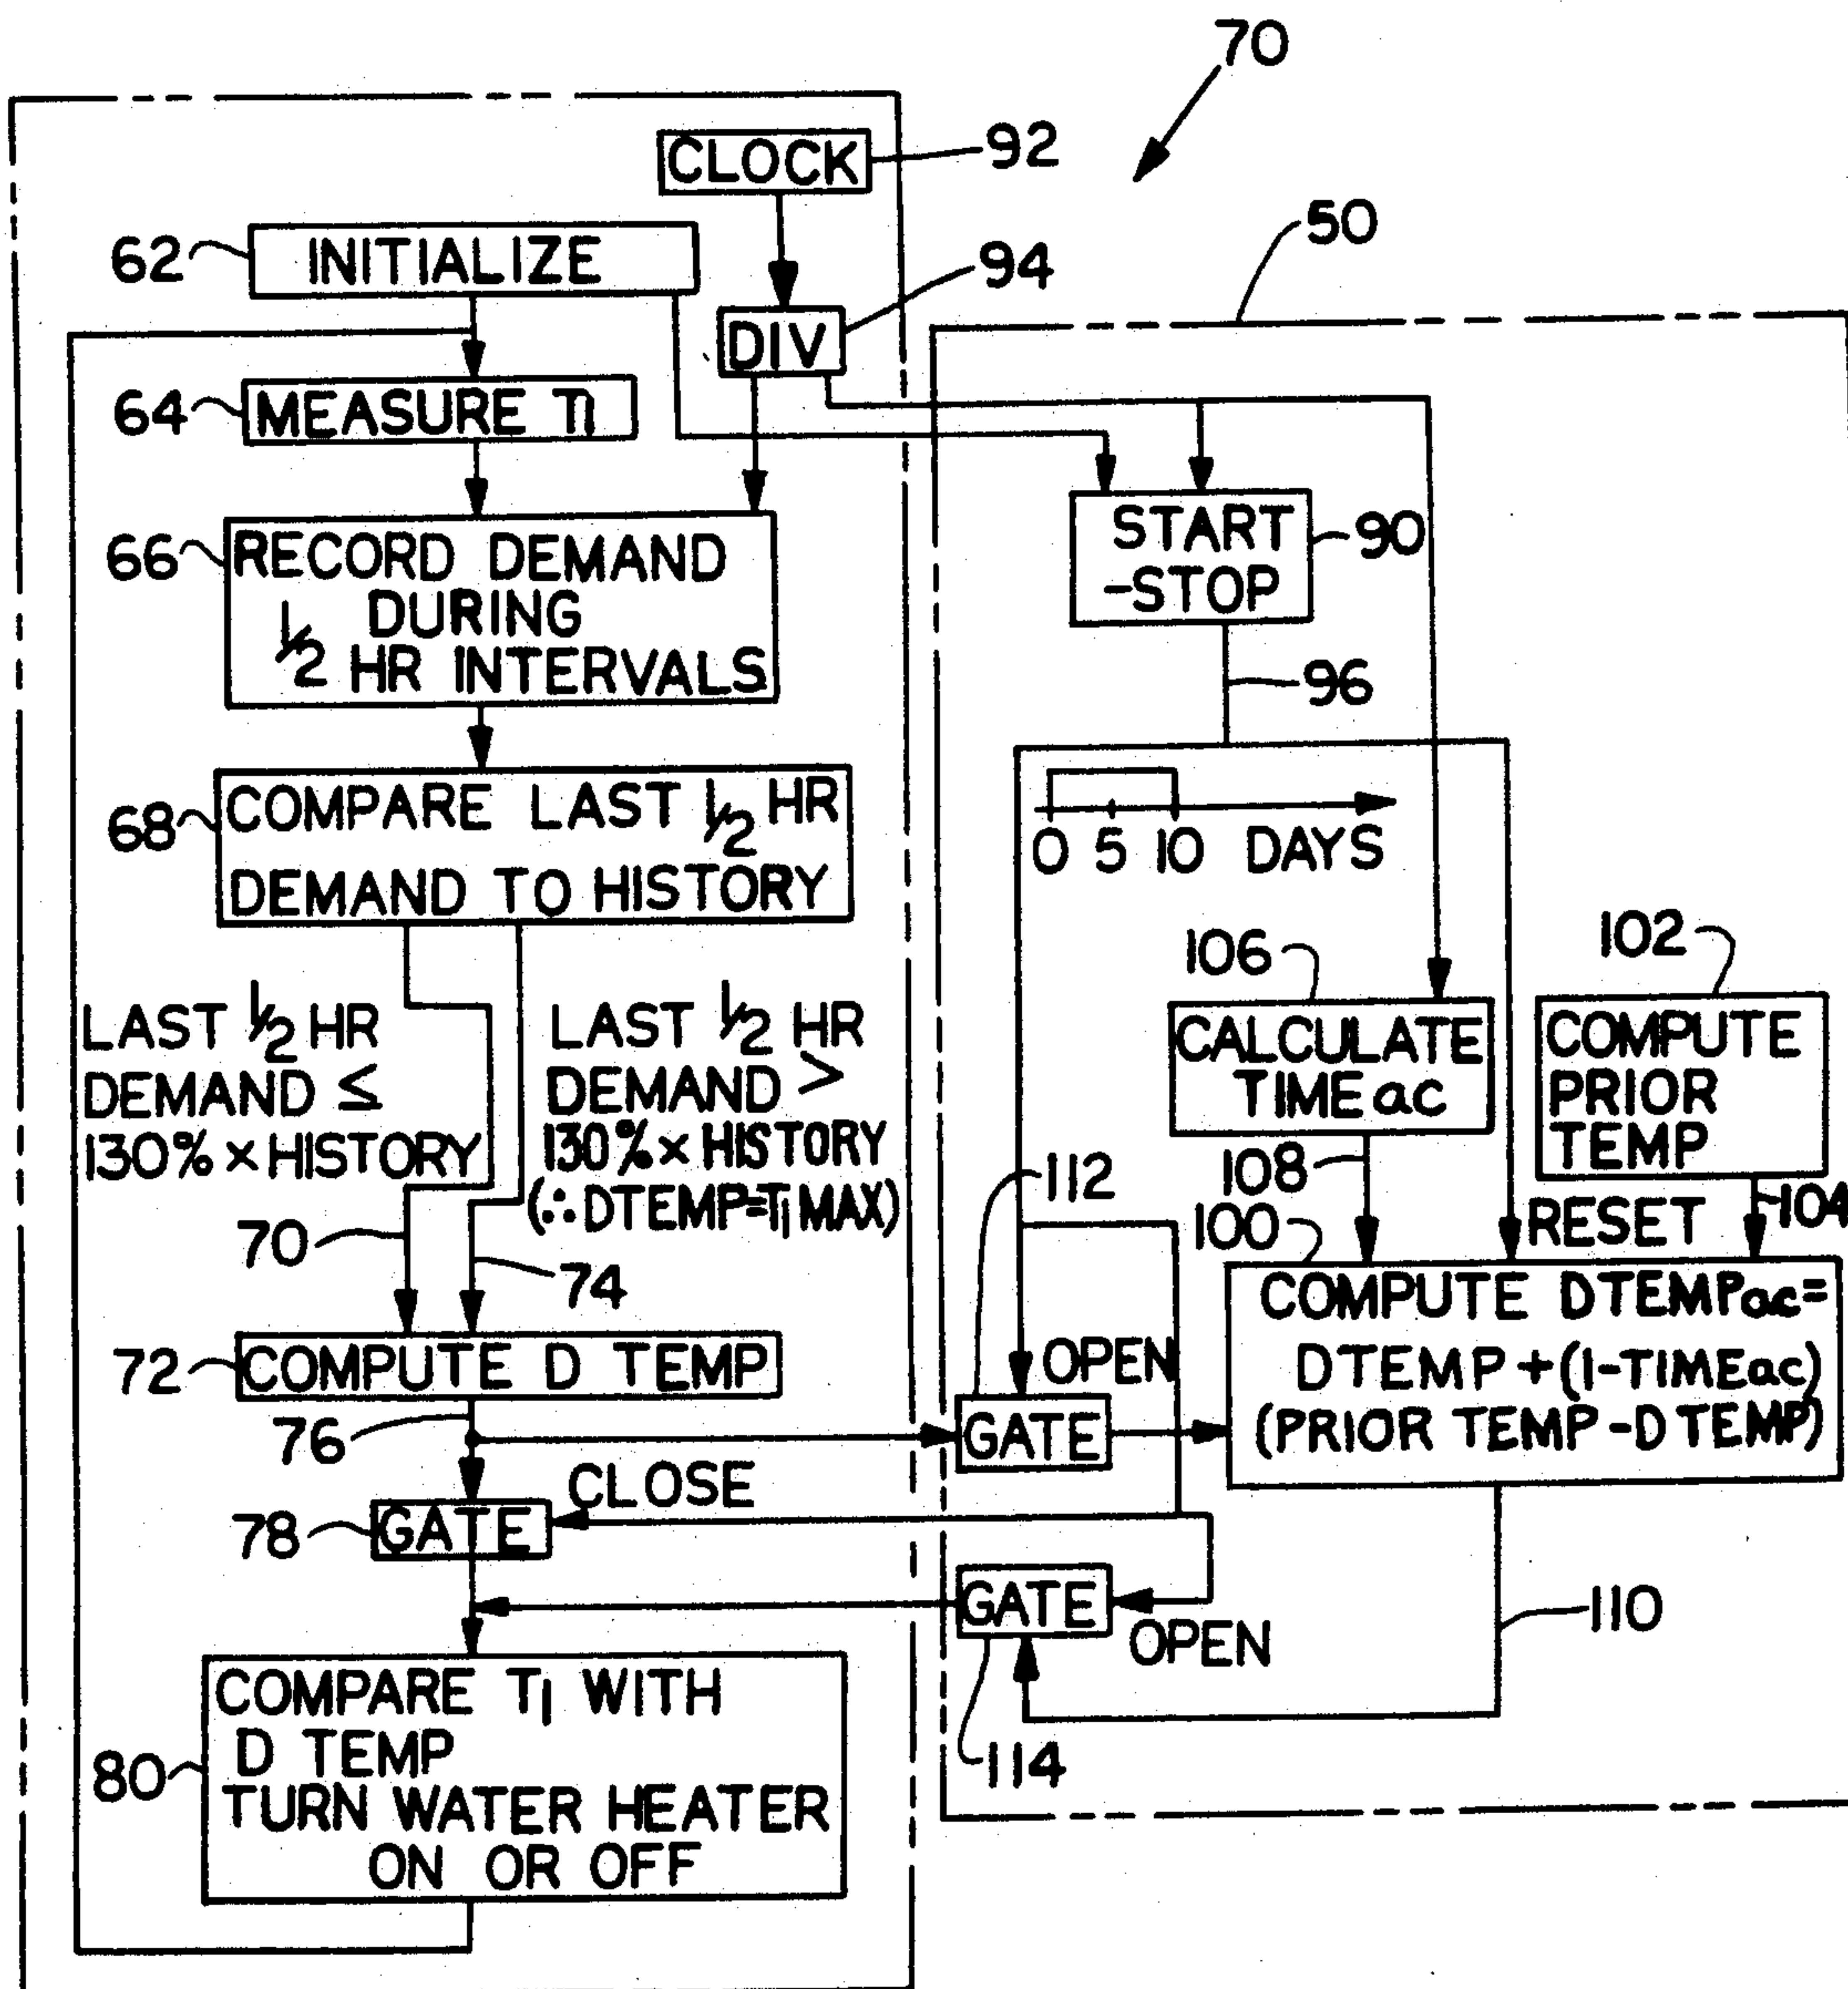 70
CLOCK
92
62
INITIALIZE
50
94
DIV
64
MEASURE T1
66
RECORD DEMAND
DURING
1/2 HR INTERVALS
START
-STOP
90
96
68
COMPARE LAST 1/2 HR
DEMAND TO HISTORY
0 5 10 DAYS
106
102
LAST 1/2 HR
DEMAND ≤
130% x HISTORY
LAST 1/2 HR
DEMAND >
130% x HISTORY
(∴ DTEMP=T1 MAX)
CALCULATE
TIMEac
COMPUTE
PRIOR
TEMP
108
112
100
RESET
104
70
74
COMPUTE DTEMPac=
DTEMP+(1-TIMEac)
(PRIOR TEMP-DTEMP)
72
COMPUTE D TEMP
OPEN
76
GATE
CLOSE
78
GATE
GATE
OPEN
110
114
80
COMPARE T1 WITH
D TEMP
TURN WATER HEATER
ON OR OFF